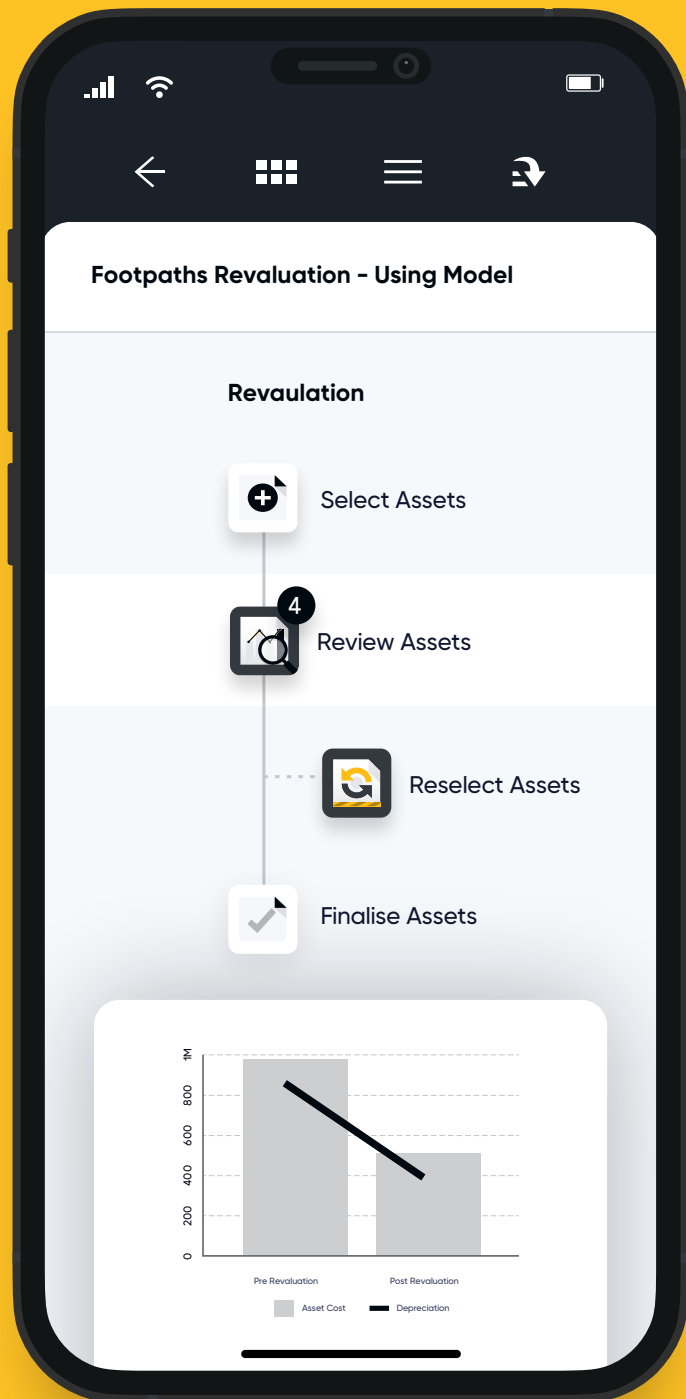 Footpaths Revaluation - Using Model
Revaulation
Select Assets
4
Review Assets
Reselect Assets
Finalise Assets
1M
800
600
400
200
0
Pre Revaluation
Post Revaluation
Asset Cost
Depreciation